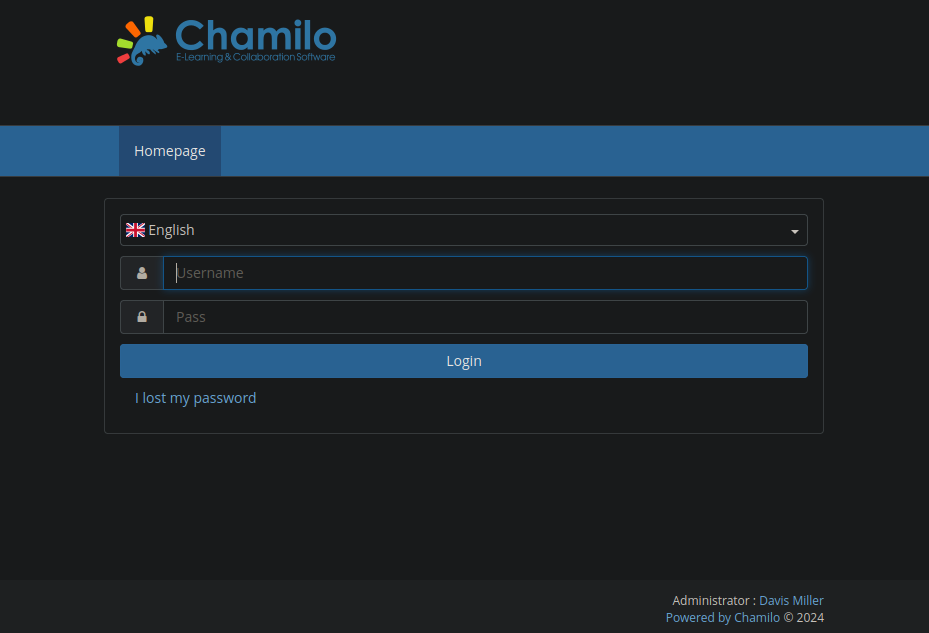 Chamilo
E-Learning & Collaboration Software
Homepage
English
Username
Pass
Login
I lost my password
Administrator : Davis Miller
Powered by Chamilo © 2024